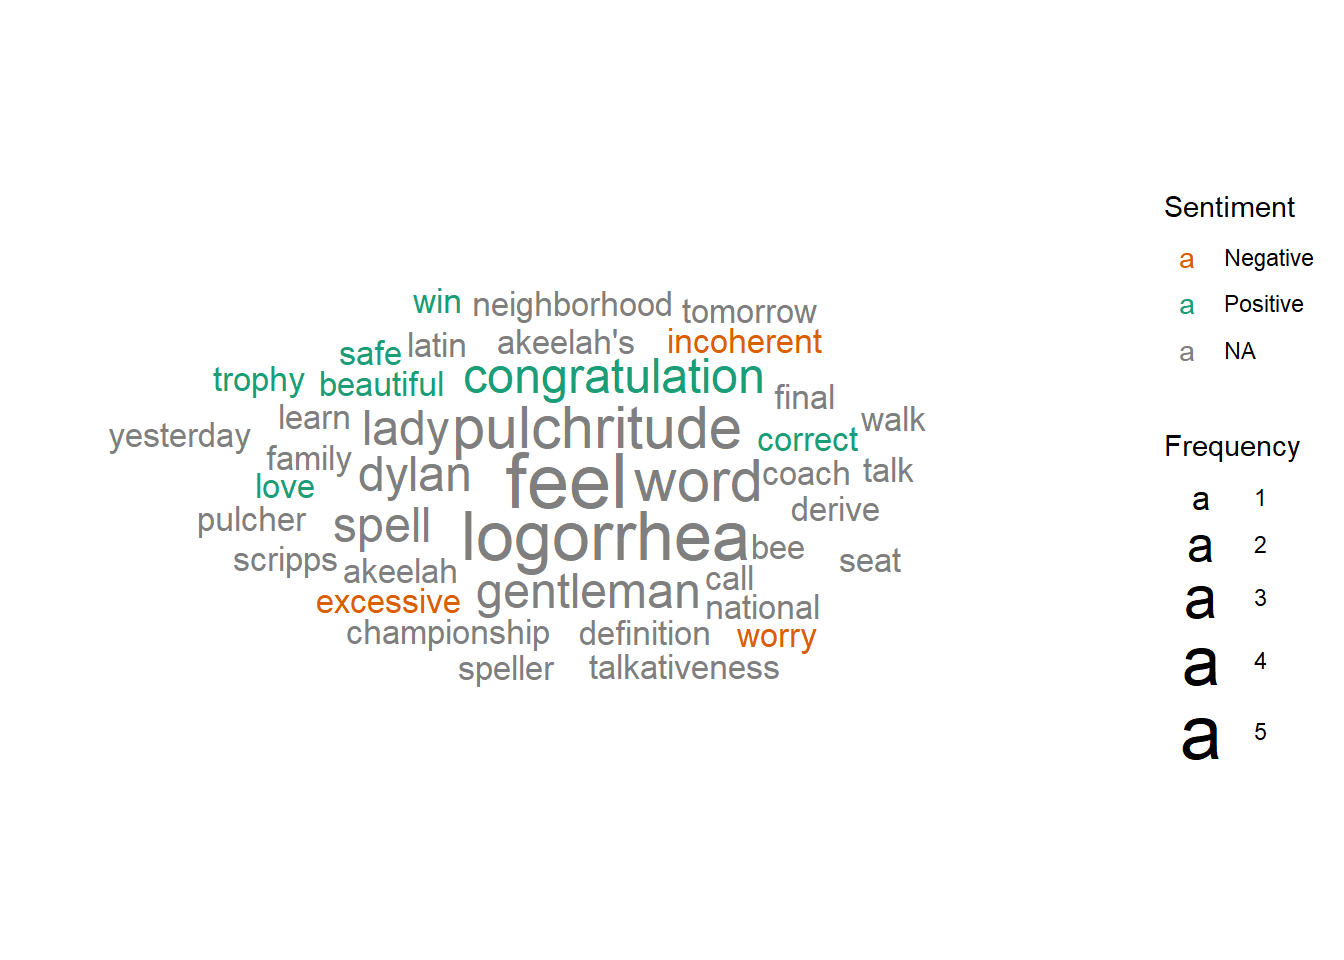 win neighborhood tomorrow
safe latin akeelah's incoherent
trophy beautiful congratulation
final
yesterday learn lady pulchritude correct walk
family dylan feel word coach talk
love
pulcher spell logorrhea derive
scripps akeelah bee seat
excessive gentleman call
national
championship definition worry
speller talkativeness
Sentiment
a Negative
a Positive
a NA
Frequency
a 1
a 2
a 3
a 4
a 5